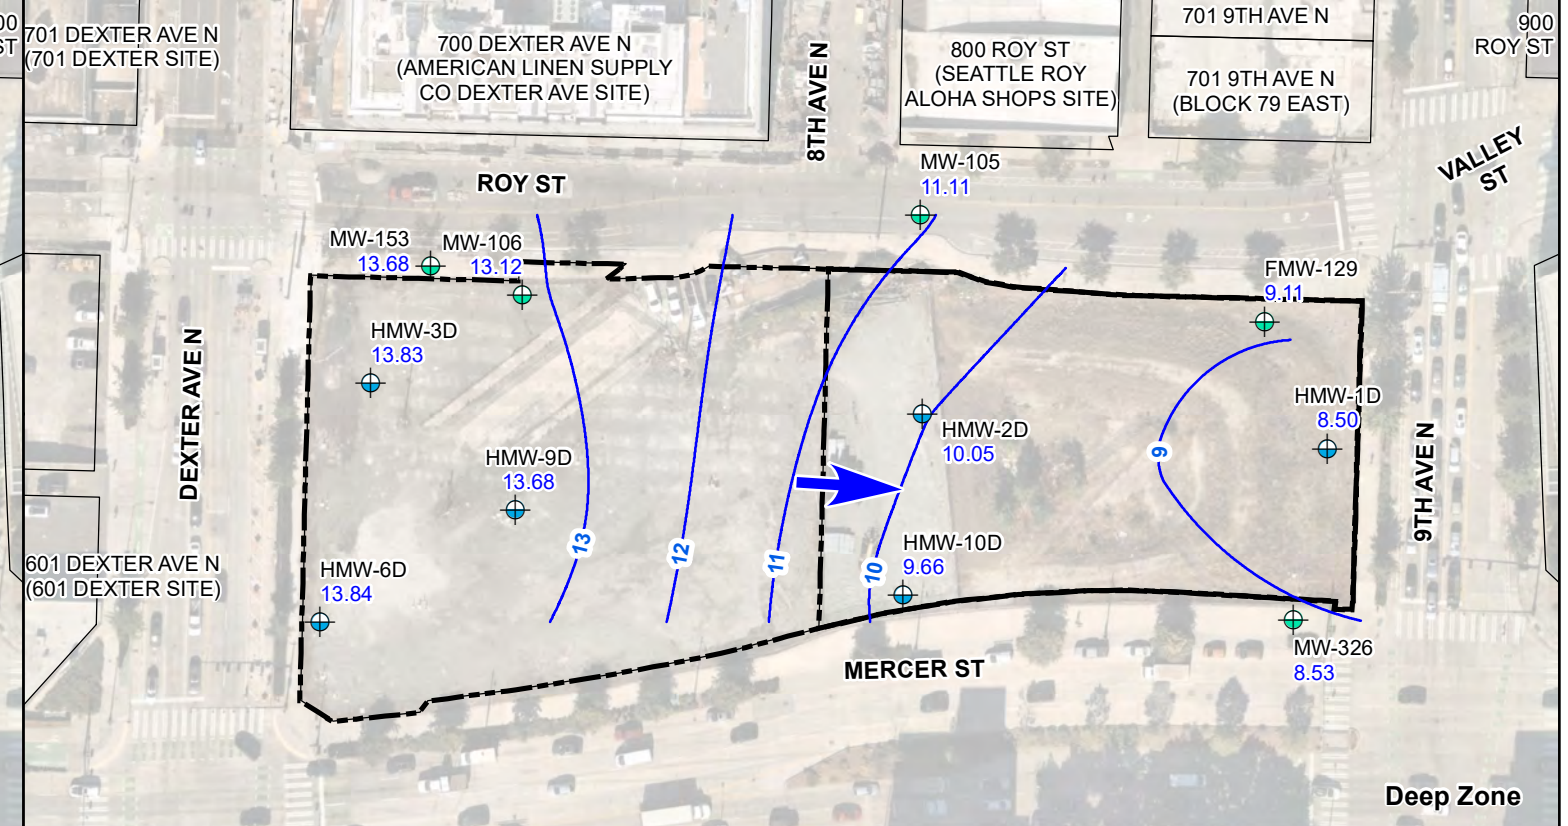 00
ST
701 DEXTER AVE N
(701 DEXTER SITE)
700 DEXTER AVE N
(AMERICAN LINEN SUPPLY
CO DEXTER AVE SITE)
8TH AVE N
800 ROY ST
(SEATTLE ROY
ALOHA SHOPS SITE)
701 9TH AVE N
701 9TH AVE N
(BLOCK 79 EAST)
900
ROY ST
VALLEY
ST
ROY ST
MW-105
11.11
MW-153
13.68
MW-106
13.12
FMW-129
9.11
HMW-3D
13.83
DEXTER AVE N
HMW-1D
8.50
HMW-2D
10.05
9
HMW-9D
13.68
9TH AVE N
13
12
11
10
HMW-10D
9.66
601 DEXTER AVE N
(601 DEXTER SITE)
HMW-6D
13.84
MERCER ST
MW-326
8.53
Deep Zone